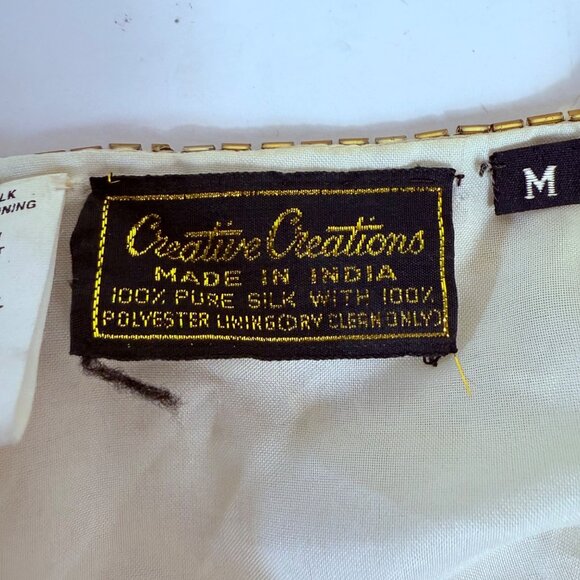 Creative Creations
MADE IN INDIA
100% PURE SILK WITH 100%
POLYESTER LINING(DRY CLEAN ONLY)
M
LK
NING